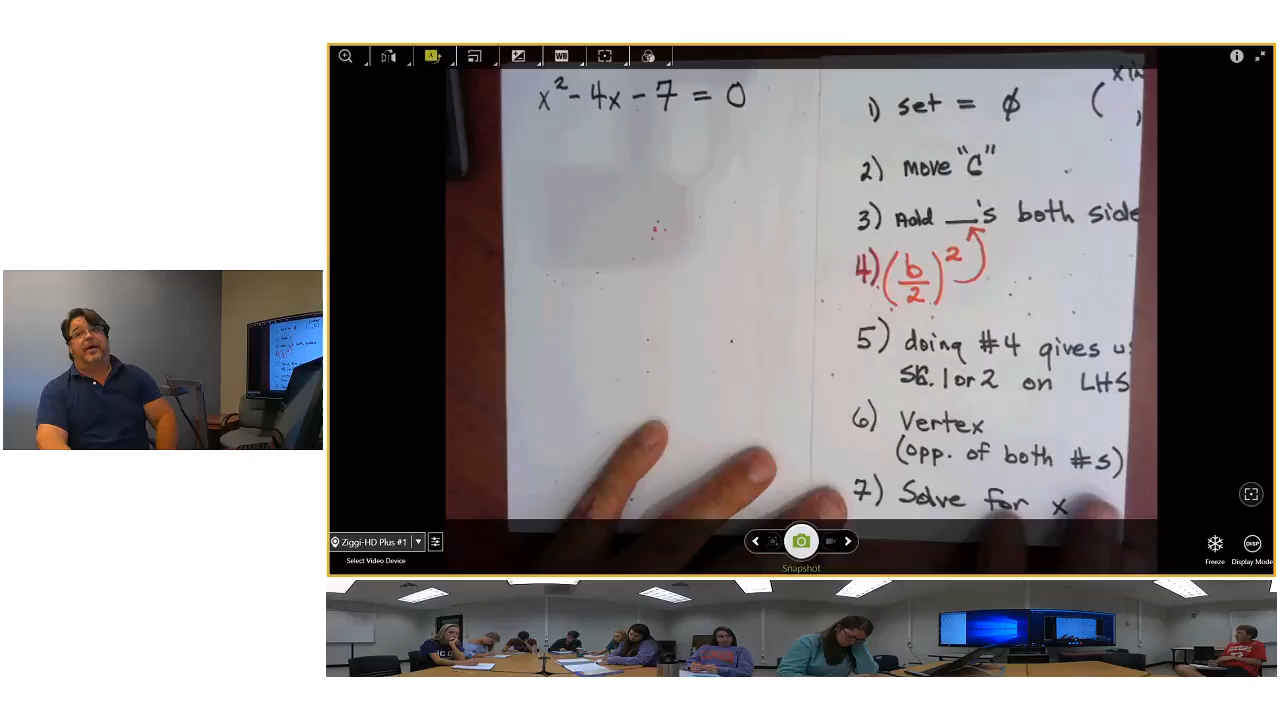 WB
x² - 4x - 7 = 0
1) set = ø (
2) move "C"
3) Add __'s both side
4) (b/2)²
5) doing #4 gives
1 or 2 on LHS
6) Vertex
(opp. of both #s)
7) Solve for x
Ziggi-HD Plus #1
Select Video Device
Snapshot
Freeze
DISP
Display Mode